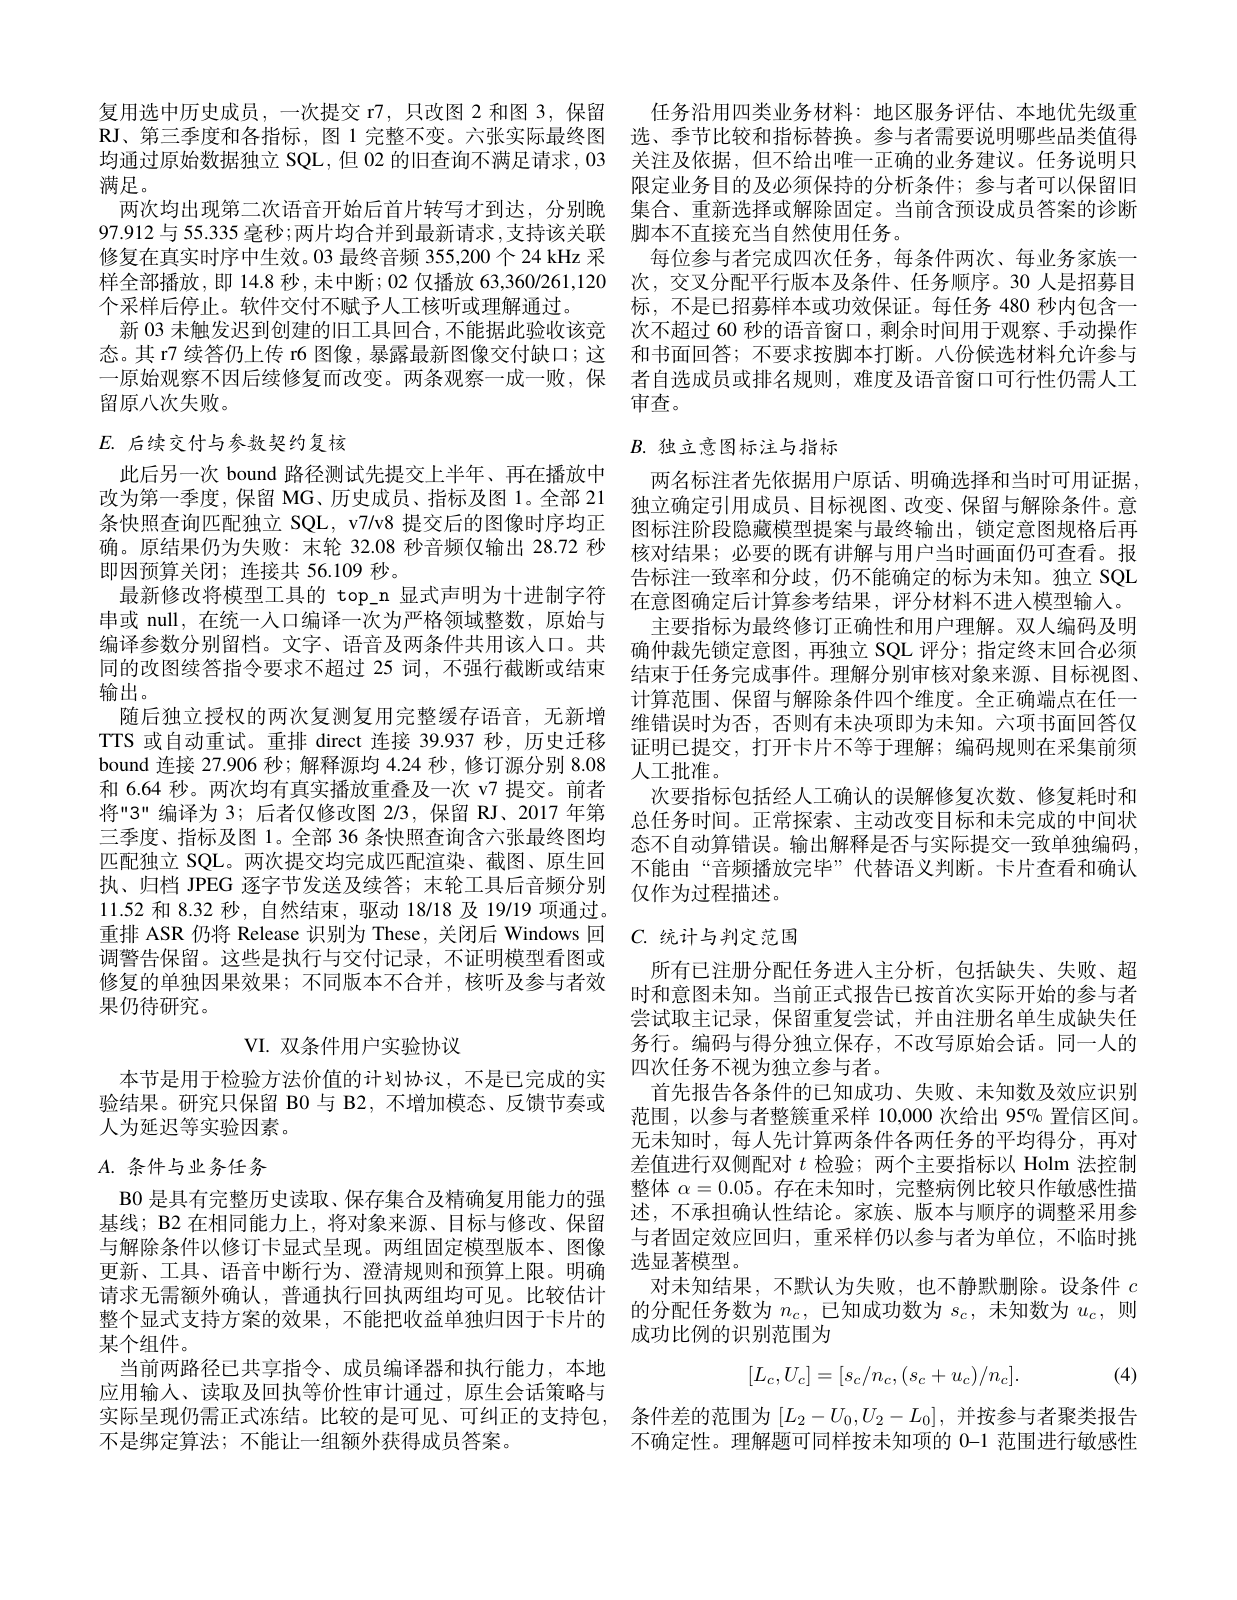 复用选中历史成员，一次提交 r7，只改图 2 和图 3，保留
RJ、第三季度和各指标，图 1 完整不变。六张实际最终图
均通过原始数据独立 SQL，但 02 的旧查询不满足请求，03
满足。
两次均出现第二次语音开始后首片转写才到达，分别晚
97.912 与 55.335 毫秒；两片均合并到最新请求，支持该关联
修复在真实时序中生效。03 最终音频 355,200 个 24 kHz 采
样全部播放，即 14.8 秒，未中断；02 仅播放 63,360/261,120
个采样后停止。软件交付不赋予人工核听或理解通过。
新 03 未触发迟到创建的旧工具回合，不能据此验收该竞
态。其 r7 续答仍上传 r6 图像，暴露最新图像交付缺口；这
一原始观察不因后续修复而改变。两条观察一成一败，保
留原八次失败。
E. 后续交付与参数契约复核
此后另一次 bound 路径测试先提交上半年、再在播放中
改为第一季度，保留 MG、历史成员、指标及图 1。全部 21
条快照查询匹配独立 SQL，v7/v8 提交后的图像时序均正
确。原结果仍为失败：末轮 32.08 秒音频仅输出 28.72 秒
即因预算关闭；连接共 56.109 秒。
最新修改将模型工具的 top_n 显式声明为十进制字符
串或 null，在统一入口编译一次为严格领域整数，原始与
编译参数分别留档。文字、语音及两条件共用该入口。共
同的改图续答指令要求不超过 25 词，不强行截断或结束
输出。
随后独立授权的两次复测复用完整缓存语音，无新增
TTS 或自动重试。重排 direct 连接 39.937 秒，历史迁移
bound 连接 27.906 秒；解释源均 4.24 秒，修订源分别 8.08
和 6.64 秒。两次均有真实播放重叠及一次 v7 提交。前者
将"3" 编译为 3；后者仅修改图 2/3，保留 RJ、2017 年第
三季度、指标及图 1。全部 36 条快照查询含六张最终图均
匹配独立 SQL。两次提交均完成匹配渲染、截图、原生回
执、归档 JPEG 逐字节发送及续答；末轮工具后音频分别
11.52 和 8.32 秒，自然结束，驱动 18/18 及 19/19 项通过。
重排 ASR 仍将 Release 识别为 These，关闭后 Windows 回
调警告保留。这些是执行与交付记录，不证明模型看图或
修复的单独因果效果；不同版本不合并，核听及参与者效
果仍待研究。
VI. 双条件用户实验协议
本节是用于检验方法价值的计划协议，不是已完成的实
验结果。研究只保留 B0 与 B2，不增加模态、反馈节奏或
人为延迟等实验因素。
A. 条件与业务任务
B0 是具有完整历史读取、保存集合及精确复用能力的强
基线；B2 在相同能力上，将对象来源、目标与修改、保留
与解除条件以修订卡显式呈现。两组固定模型版本、图像
更新、工具、语音中断行为、澄清规则和预算上限。明确
请求无需额外确认，普通执行回执两组均可见。比较估计
整个显式支持方案的效果，不能把收益单独归因于卡片的
某个组件。
当前两路径已共享指令、成员编译器和执行能力，本地
应用输入、读取及回执等价性审计通过，原生会话策略与
实际呈现仍需正式冻结。比较的是可见、可纠正的支持包，
不是绑定算法；不能让一组额外获得成员答案。
任务沿用四类业务材料：地区服务评估、本地优先级重
选、季节比较和指标替换。参与者需要说明哪些品类值得
关注及依据，但不给出唯一正确的业务建议。任务说明只
限定业务目的及必须保持的分析条件；参与者可以保留旧
集合、重新选择或解除固定。当前含预设成员答案的诊断
脚本不直接充当自然使用任务。
每位参与者完成四次任务，每条件两次、每业务家族一
次，交叉分配平行版本及条件、任务顺序。30 人是招募目
标，不是已招募样本或功效保证。每任务 480 秒内包含一
次不超过 60 秒的语音窗口，剩余时间用于观察、手动操作
和书面回答；不要求按脚本打断。八份候选材料允许参与
者自选成员或排名规则，难度及语音窗口可行性仍需人工
审查。
B. 独立意图标注与指标
两名标注者先依据用户原话、明确选择和当时可用证据，
独立确定引用成员、目标视图、改变、保留与解除条件。意
图标注阶段隐藏模型提案与最终输出，锁定意图规格后再
核对结果；必要的既有讲解与用户当时画面仍可查看。报
告标注一致率和分歧，仍不能确定的标为未知。独立 SQL
在意图确定后计算参考结果，评分材料不进入模型输入。
主要指标为最终修订正确性和用户理解。双人编码及明
确仲裁先锁定意图，再独立 SQL 评分；指定终末回合必须
结束于任务完成事件。理解分别审核对象来源、目标视图、
计算范围、保留与解除条件四个维度。全正确端点在任一
维错误时为否，否则有未决项即为未知。六项书面回答仅
证明已提交，打开卡片不等于理解；编码规则在采集前须
人工批准。
次要指标包括经人工确认的误解修复次数、修复耗时和
总任务时间。正常探索、主动改变目标和未完成的中间状
态不自动算错误。输出解释是否与实际提交一致单独编码，
不能由“音频播放完毕”代替语义判断。卡片查看和确认
仅作为过程描述。
C. 统计与判定范围
所有已注册分配任务进入主分析，包括缺失、失败、超
时和意图未知。当前正式报告已按首次实际开始的参与者
尝试取主记录，保留重复尝试，并由注册名单生成缺失任
务行。编码与得分独立保存，不改写原始会话。同一人的
四次任务不视为独立参与者。
首先报告各条件的已知成功、失败、未知数及效应识别
范围，以参与者整簇重采样 10,000 次给出 95% 置信区间。
无未知时，每人先计算两条件各两任务的平均得分，再对
差值进行双侧配对 t 检验；两个主要指标以 Holm 法控制
整体 α = 0.05。存在未知时，完整病例比较只作敏感性描
述，不承担确认性结论。家族、版本与顺序的调整采用参
与者固定效应回归，重采样仍以参与者为单位，不临时挑
选显著模型。
对未知结果，不默认为失败，也不静默删除。设条件 c
的分配任务数为 n_c，已知成功数为 s_c，未知数为 u_c，则
成功比例的识别范围为
[L_c, U_c] = [s_c/n_c, (s_c + u_c)/n_c]. (4)
条件差的范围为 [L_2 − U_0, U_2 − L_0]，并按参与者聚类报告
不确定性。理解题可同样按未知项的 0–1 范围进行敏感性